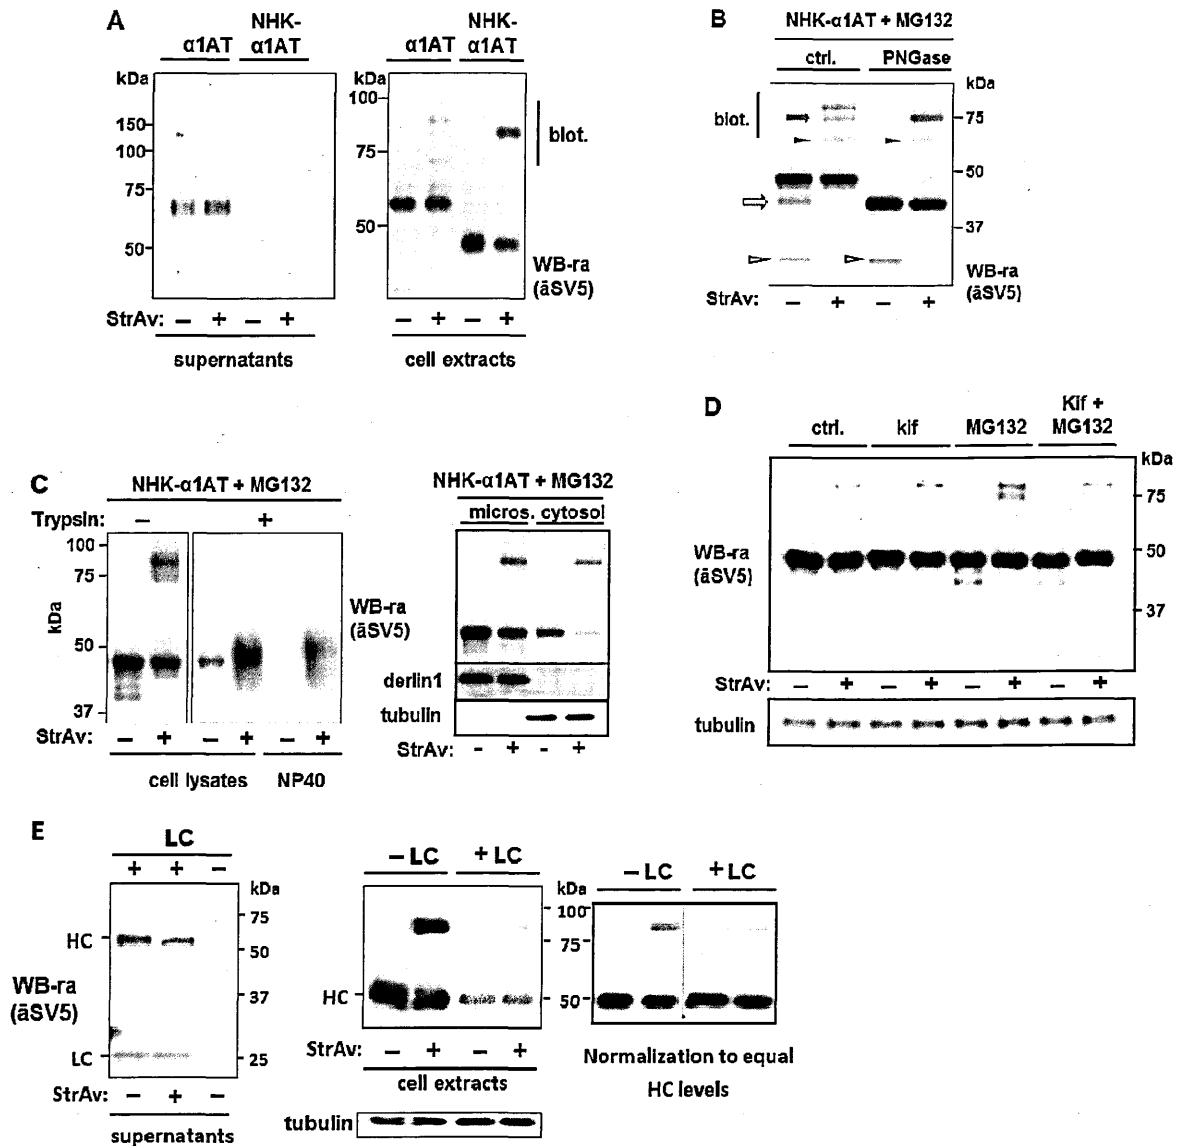 A
α1AT
NHK-
α1AT
α1AT
NHK-
α1AT
kDa
150
100
75
50
kDa
100
75
50
biot.
WB-ra
(āSV5)
StrAv: – + – +
– + – +
supernatants
cell extracts
B
NHK-α1AT + MG132
ctrl.
PNGase
kDa
biot.
75
50
37
WB-ra
(āSV5)
StrAv: – + – +
C
NHK-α1AT + MG132
Trypsin: – +
kDa
100
75
50
37
WB-ra
(āSV5)
StrAv: – + – + – +
cell lysates
NP40
NHK-α1AT + MG132
micros. cytosol
derlin1
tubulin
StrAv: - + - +
D
ctrl.
kif
MG132
Kif +
MG132
kDa
75
50
37
WB-ra
(āSV5)
StrAv: – + – + – + – +
tubulin
E
LC
+ + –
kDa
75
50
37
25
HC
WB-ra
(āSV5)
LC
StrAv: – + –
supernatants
– LC
+ LC
HC
StrAv: – + – +
cell extracts
tubulin
kDa
100
75
50
– LC
+ LC
– + – +
Normalization to equal
HC levels